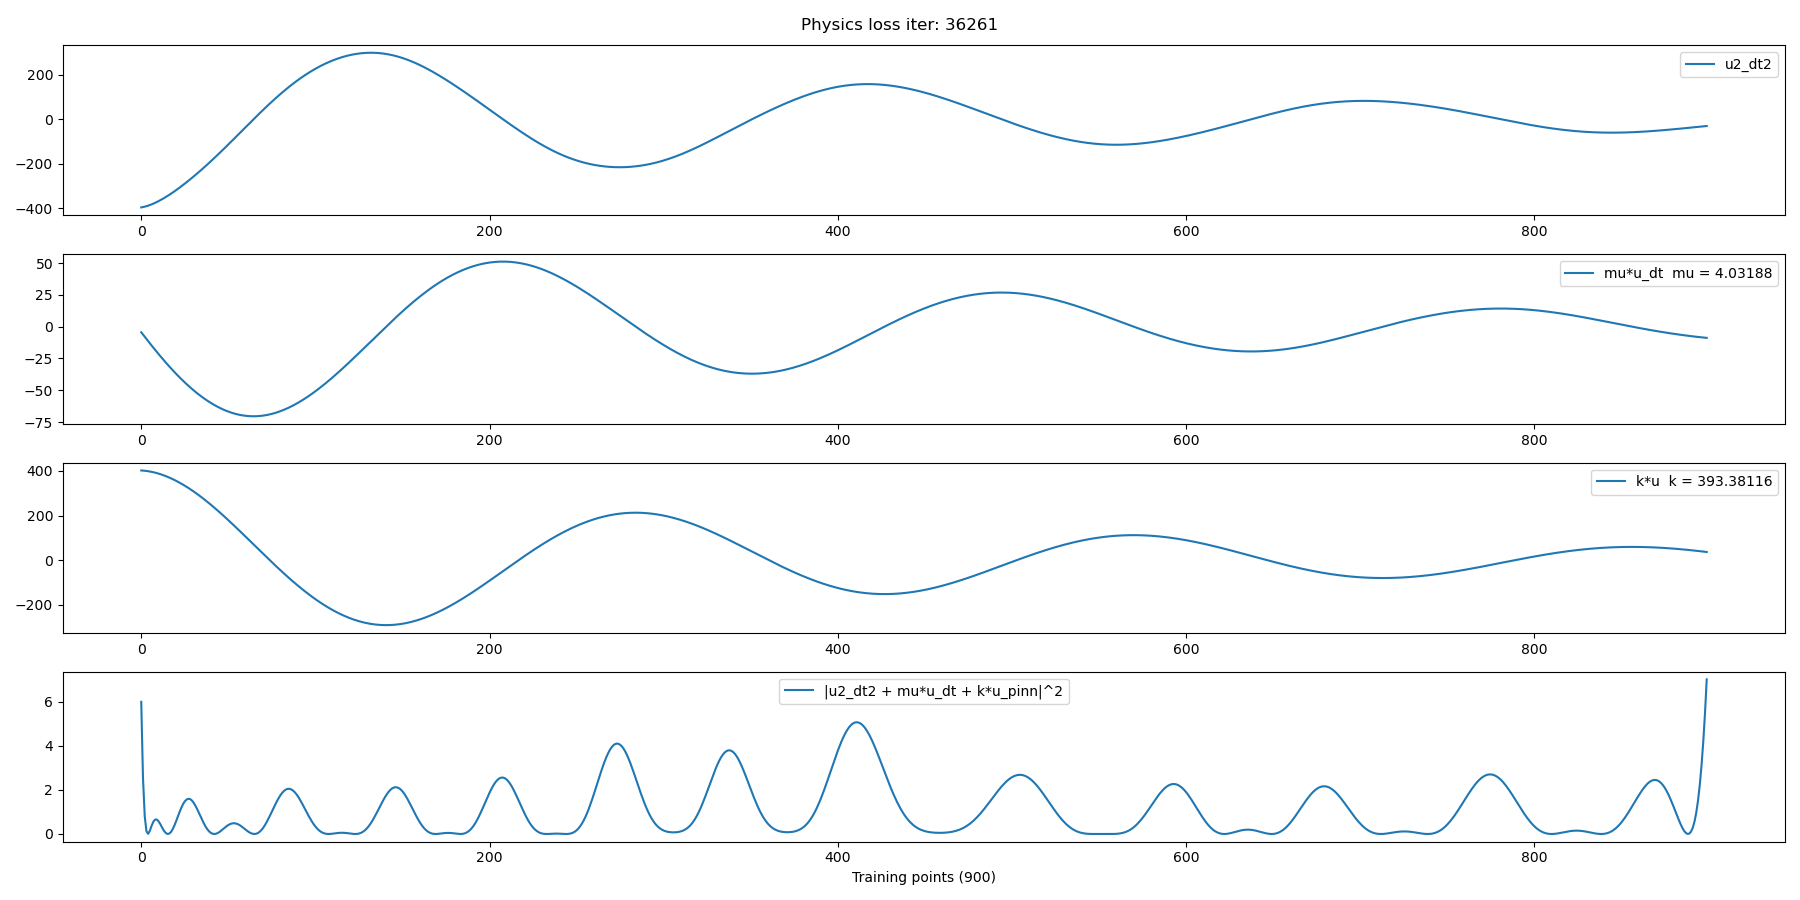 Physics loss iter: 36261
u2_dt2
200
0
−200
−400
0 200 400 600 800
mu*u_dt  mu = 4.03188
50
25
0
−25
−50
−75
0 200 400 600 800
k*u  k = 393.38116
400
200
0
−200
0 200 400 600 800
|u2_dt2 + mu*u_dt + k*u_pinn|^2
6
4
2
0
0 200 400 600 800
Training points (900)